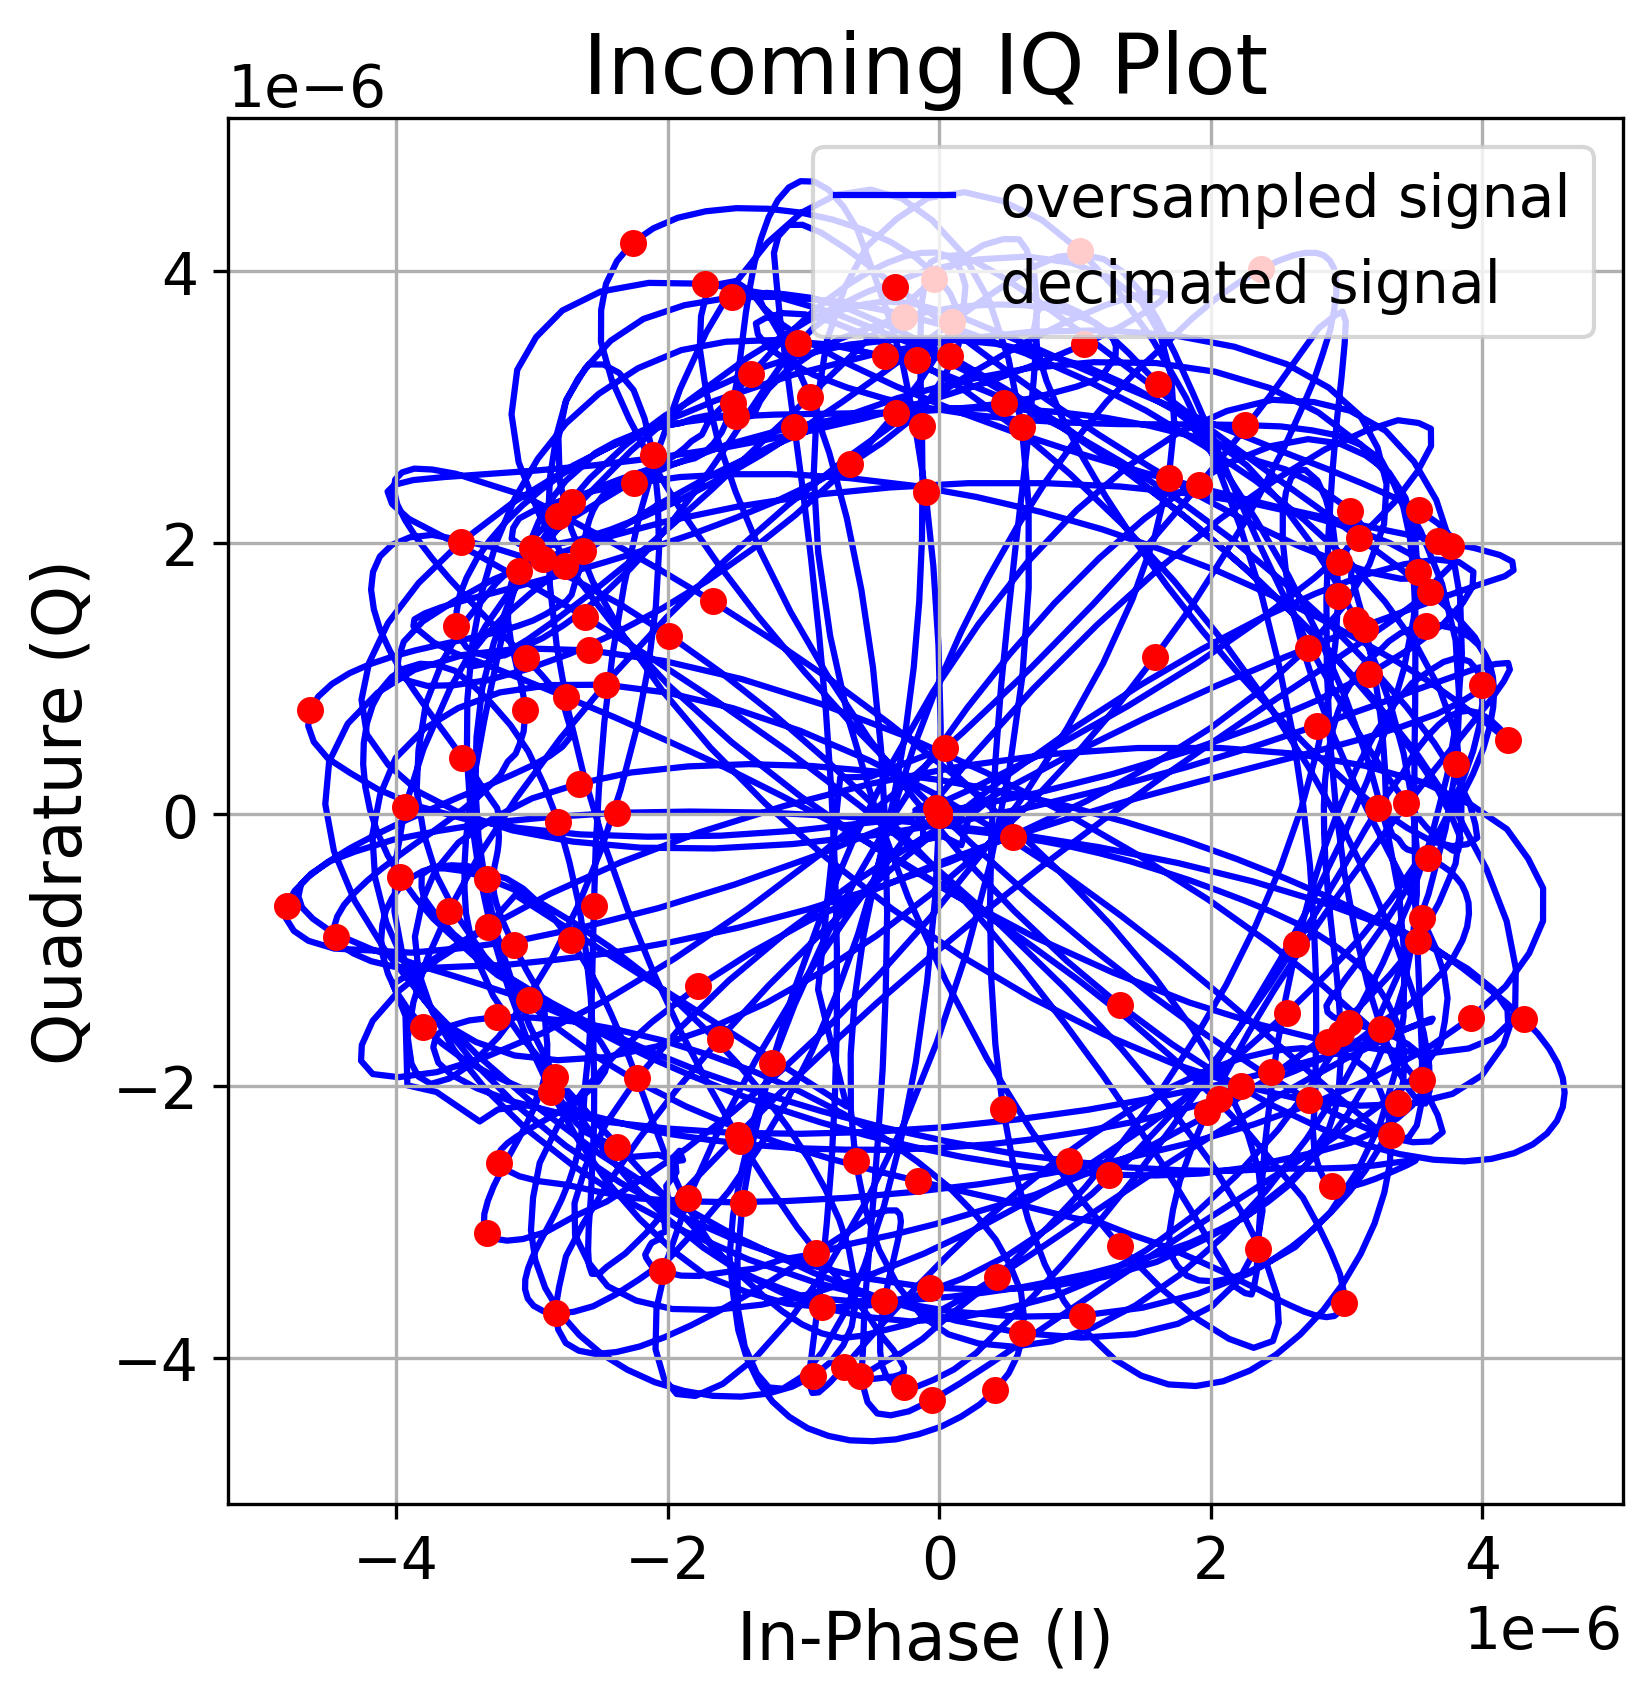 Incoming IQ Plot
1e−6
oversampled signal
decimated signal
4
2
0
−2
−4
Quadrature (Q)
−4 −2 0 2 4
1e−6
In-Phase (I)